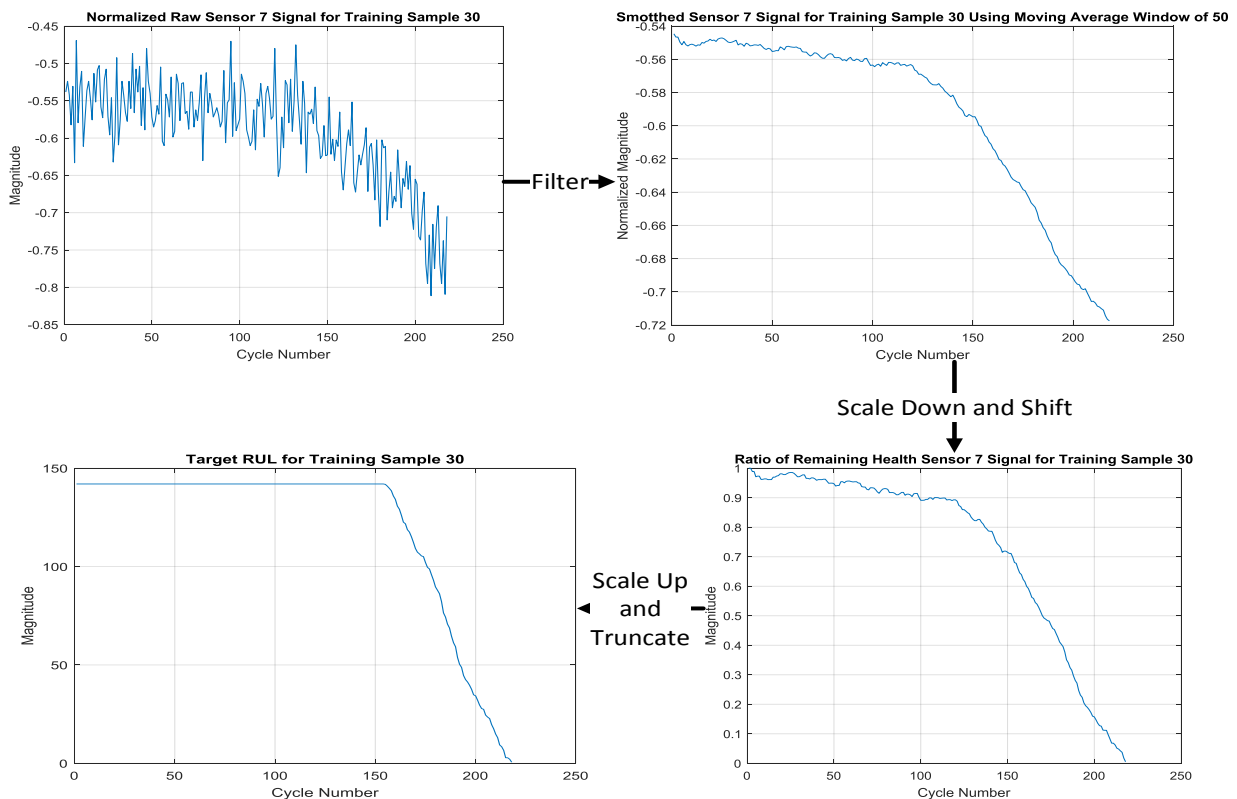 Normalized Raw Sensor 7 Signal for Training Sample 30
-0.45
-0.5
-0.55
-0.6
-0.65
-0.7
-0.75
-0.8
-0.85
Magnitude
0 50 100 150 200 250
Cycle Number
Filter
Smotthed Sensor 7 Signal for Training Sample 30 Using Moving Average Window of 50
-0.54
-0.56
-0.58
-0.6
-0.62
-0.64
-0.66
-0.68
-0.7
-0.72
Normalized Magnitude
0 50 100 150 200 250
Cycle Number
Scale Down and Shift
Ratio of Remaining Health Sensor 7 Signal for Training Sample 30
1
0.9
0.8
0.7
0.6
0.5
0.4
0.3
0.2
0.1
0
Magnitude
0 50 100 150 200 250
Cycle Number
Scale Up
and
Truncate
Target RUL for Training Sample 30
150
100
50
0
Magnitude
0 50 100 150 200 250
Cycle Number